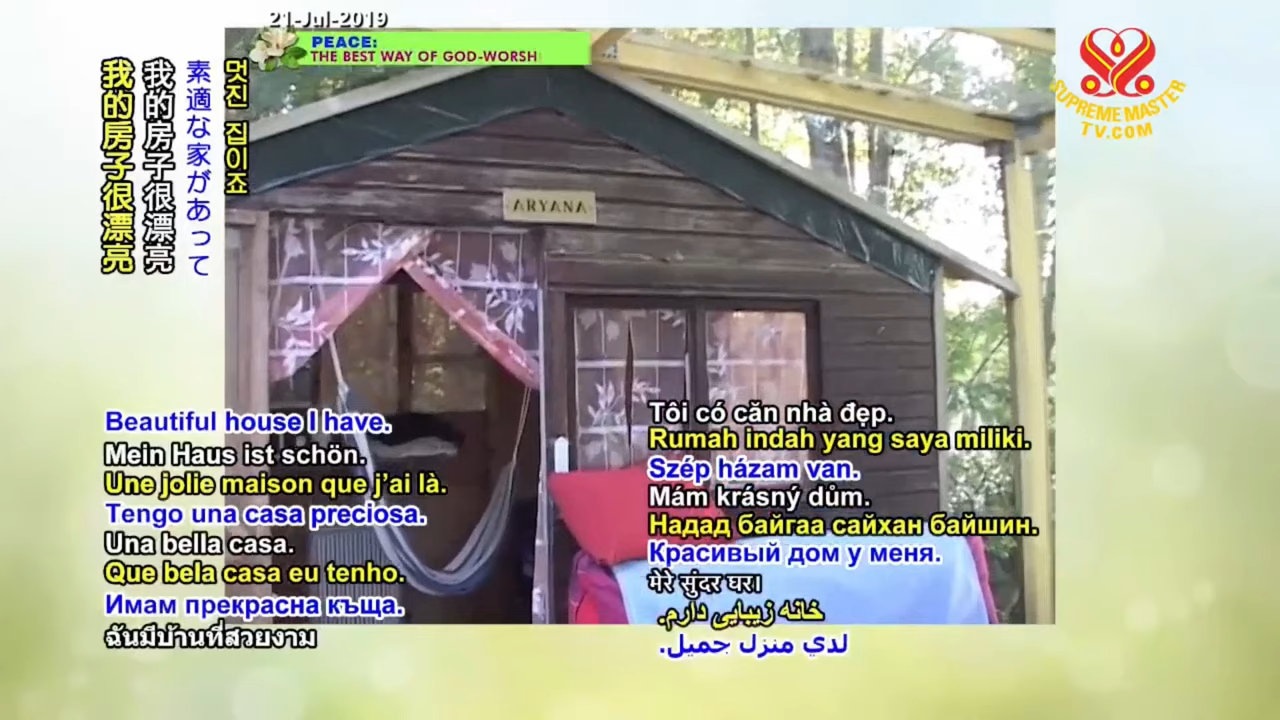 21-Jul-2019
PEACE:
THE BEST WAY OF GOD-WORSH
SUPREME MASTER
TV.COM
我的房子很漂亮
我的房子很漂亮
素適な家があって
멋진 집이죠
ARYANA
Beautiful house I have.
Mein Haus ist schön.
Une jolie maison que j’ai là.
Tengo una casa preciosa.
Una bella casa.
Que bela casa eu tenho.
Имам прекрасна къща.
ฉันมีบ้านที่สวยงาม
Tôi có căn nhà đẹp.
Rumah indah yang saya miliki.
Szép házam van.
Mám krásný dům.
Надад байгаа сайхан байшин.
Красивый дом у меня.
मेरे सुंदर घर।
خانه زیبایی دارم.
لدي منزل جميل.